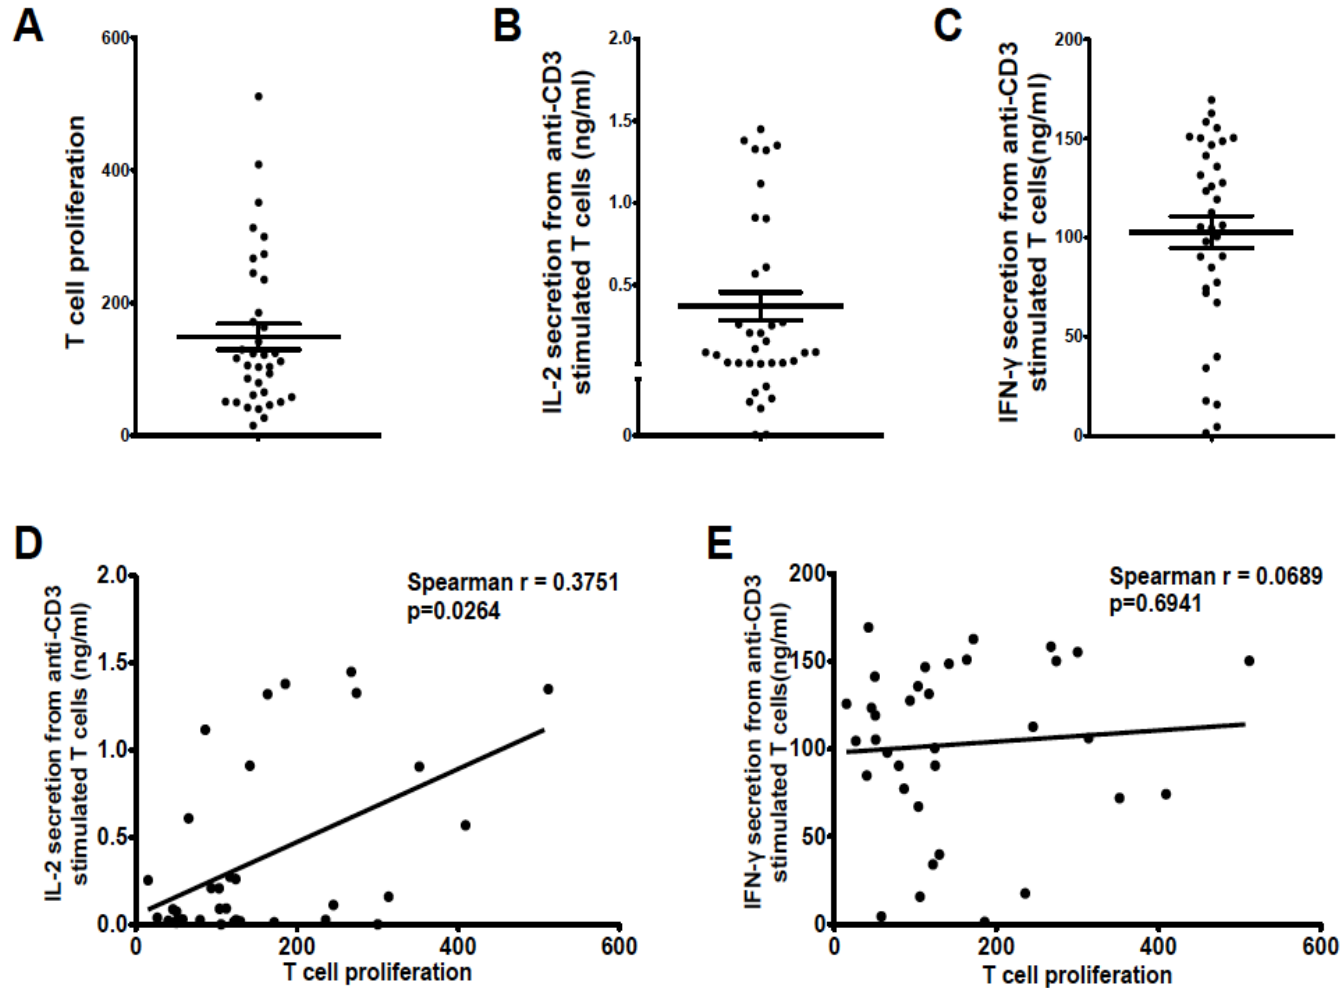 A
T cell proliferation
600
400
200
0
B
IL-2 secretion from anti-CD3
stimulated T cells (ng/ml)
2.0
1.5
1.0
0.5
0
C
IFN-γ secretion from anti-CD3
stimulated T cells(ng/ml)
200
150
100
50
0
D
IL-2 secretion from anti-CD3
stimulated T cells (ng/ml)
2.0
1.5
1.0
0.5
0.0
Spearman r = 0.3751
p=0.0264
0 200 400 600
T cell proliferation
E
IFN-γ secretion from anti-CD3
stimulated T cells(ng/ml)
200
150
100
50
0
Spearman r = 0.0689
p=0.6941
0 200 400 600
T cell proliferation